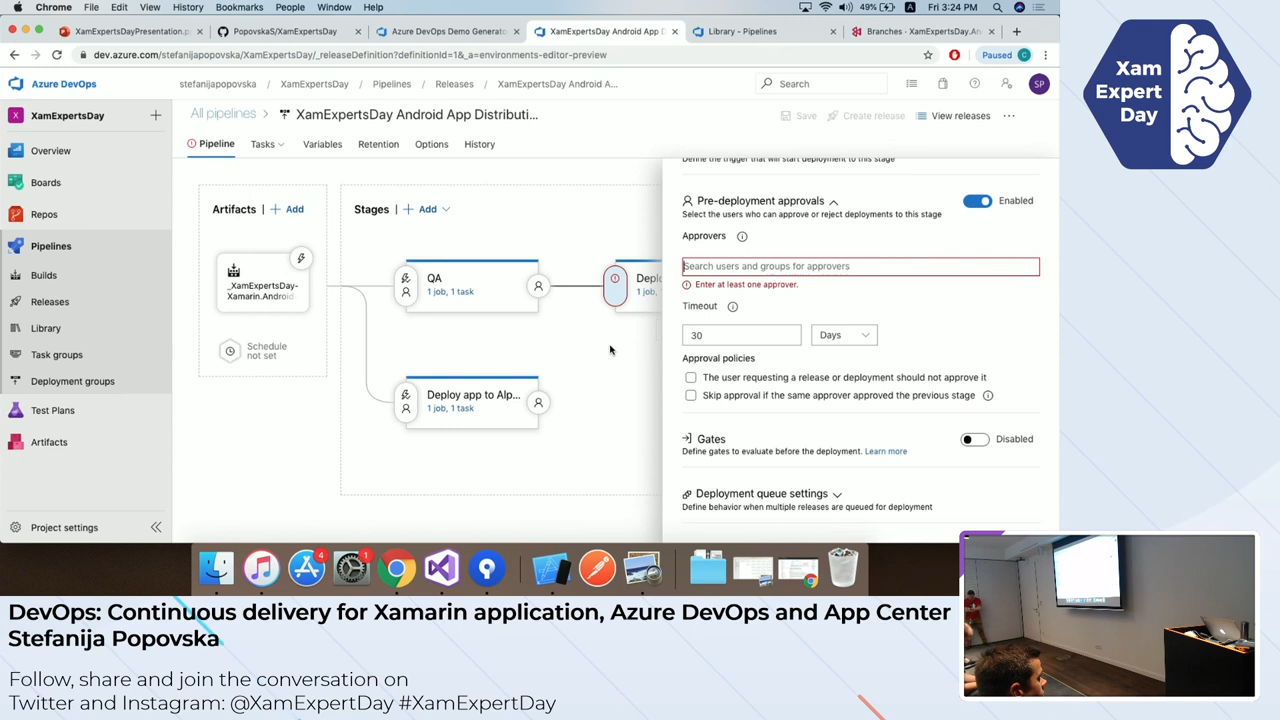 Chrome File Edit View History Bookmarks People Window Help
49% Fri 3:24 PM
XamExpertsDayPresentation.p
PopovskaS/XamExpertsDay
Azure DevOps Demo Generato
XamExpertsDay Android App D
Library – Pipelines
Branches · XamExpertsDay.An
dev.azure.com/stefanijapopovska/XamExpertsDay/_releaseDefinition?definitionId=1&_a=environments-editor-preview
Paused
Azure DevOps
stefanijapopovska / XamExpertsDay / Pipelines / Releases / XamExpertsDay Android A...
Search
SP
X XamExpertsDay
Overview
Boards
Repos
Pipelines
Builds
Releases
Library
Task groups
Deployment groups
Test Plans
Artifacts
Project settings
All pipelines > XamExpertsDay Android App Distributi...
Save Create release View releases
Pipeline Tasks Variables Retention Options History
Artifacts | + Add
_XamExpertsDay-
Xamarin.Android-
Schedule
not set
Stages | + Add
QA
1 job, 1 task
Deplo
1 job,
Deploy app to Alp...
1 job, 1 task
Define the trigger that will start deployment to this stage
Pre-deployment approvals
Enabled
Select the users who can approve or reject deployments to this stage
Approvers
Search users and groups for approvers
Enter at least one approver.
Timeout
30 Days
Approval policies
The user requesting a release or deployment should not approve it
Skip approval if the same approver approved the previous stage
Gates
Disabled
Define gates to evaluate before the deployment. Learn more
Deployment queue settings
Define behavior when multiple releases are queued for deployment
4
1
Xam
Expert
Day
DevOps: Continuous delivery for Xamarin application, Azure DevOps and App Center
Stefanija Popovska
Follow, share and join the conversation on
Twitter and Instagram: @XamExpertDay #XamExpertDay